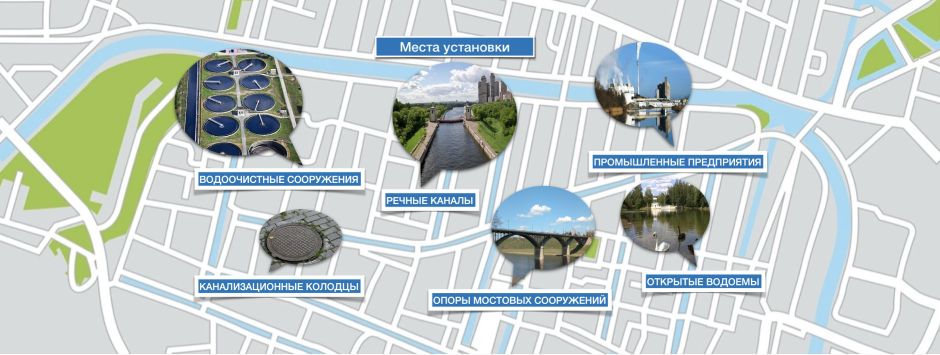 Места установки
ПРОМЫШЛЕННЫЕ ПРЕДПРИЯТИЯ
ВОДООЧИСТНЫЕ СООРУЖЕНИЯ
РЕЧНЫЕ КАНАЛЫ
КАНАЛИЗАЦИОННЫЕ КОЛОДЦЫ
ОПОРЫ МОСТОВЫХ СООРУЖЕНИЙ
ОТКРЫТЫЕ ВОДОЕМЫ